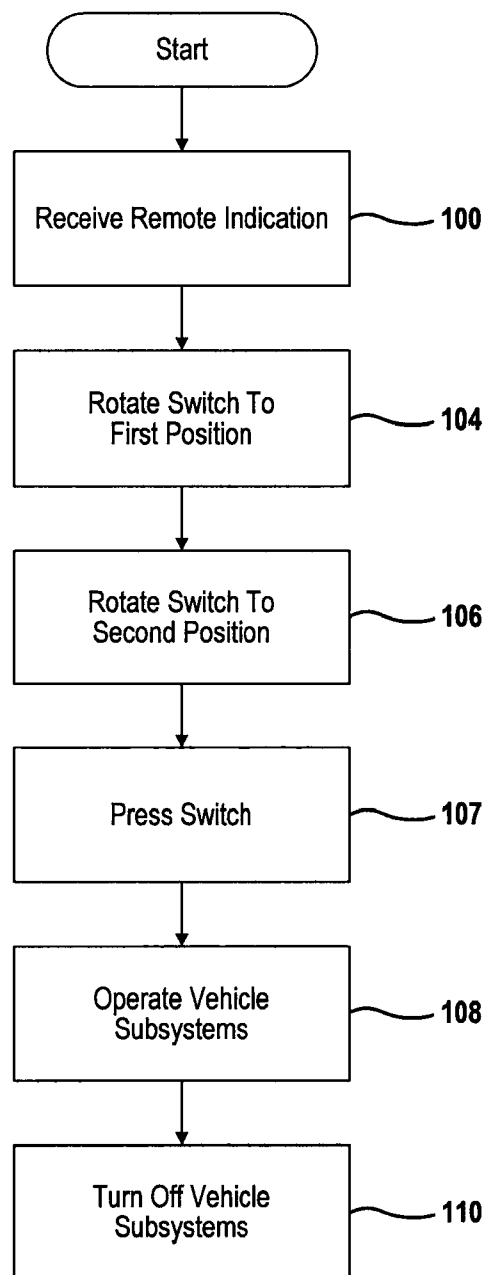 Start
Receive Remote Indication
100
Rotate Switch To
First Position
104
Rotate Switch To
Second Position
106
Press Switch
107
Operate Vehicle
Subsystems
108
Turn Off Vehicle
Subsystems
110